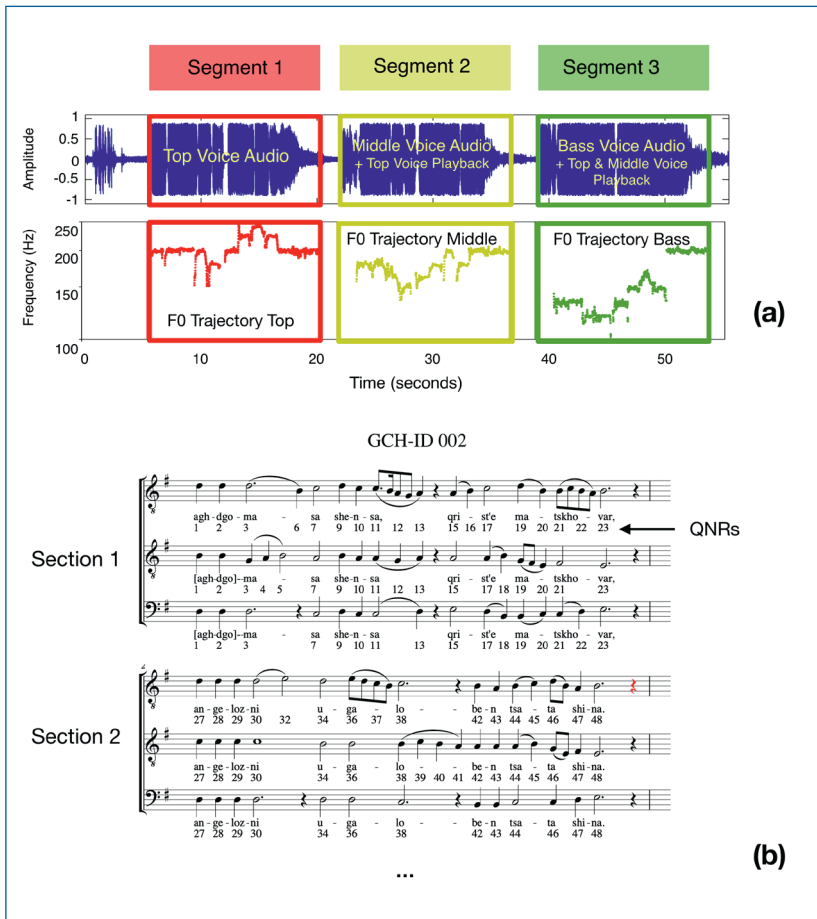 Segment 1 Segment 2 Segment 3
Amplitude
1
0.5
0
-0.5
-1
Top Voice Audio
Middle Voice Audio
+ Top Voice Playback
Bass Voice Audio
+ Top & Middle Voice
Playback
Frequency (Hz)
250
200
150
100
F0 Trajectory Top
F0 Trajectory Middle
F0 Trajectory Bass
(a)
0 10 20 30 40 50
Time (seconds)
GCH-ID 002
Section 1
agh-dgo-ma- sa she-n-sa, qri-st'e ma-tskho-var,
1 2 3 6 7 9 10 11 12 13 15 16 17 19 20 21 22 23
QNRs
[agh-dgo]-ma- sa she-n-sa qri-st'e ma-tskho-var,
1 2 3 4 5 7 9 10 11 12 13 15 17 18 19 20 21 23
[agh-dgo]-ma- sa she-n-sa qri-st'e ma-tskho-var,
1 2 3 7 9 10 11 13 15 17 18 19 20 21 22 23
Section 2
2
an-ge-loz-ni u-ga-lo-be-n tsa-ta shi-na.
27 28 29 30 32 34 36 37 38 42 43 44 45 46 47 48
an-ge-loz-ni u-ga-lo-be-n tsa-ta shi-na.
27 28 29 30 34 36 38 39 40 41 42 43 44 45 46 47 48
an-ge-loz-ni u-ga-lo-be-n tsa-ta shi-na.
27 28 29 30 34 36 38 42 43 44 46 47 48
...
(b)